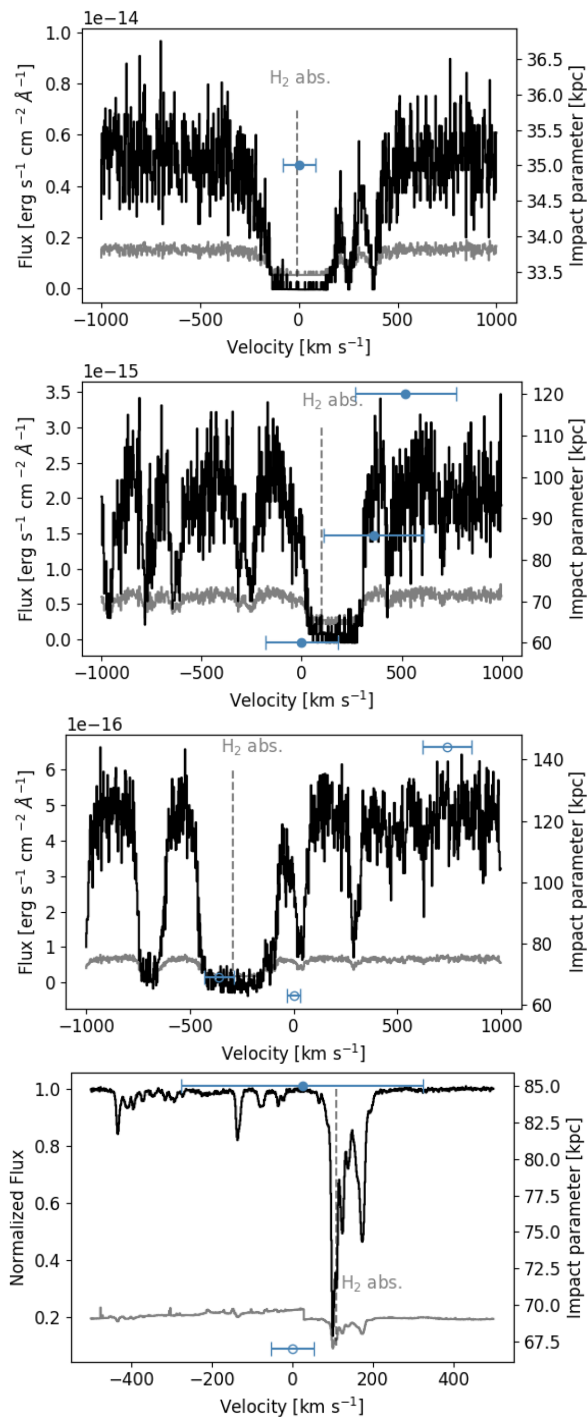 1e−14
1.0
0.8
0.6
0.4
0.2
0.0
Flux [erg s⁻¹ cm⁻² Å⁻¹]
H₂ abs.
36.5
36.0
35.5
35.0
34.5
34.0
33.5
Impact parameter [kpc]
−1000 −500 0 500 1000
Velocity [km s⁻¹]
1e−15
3.5
3.0
2.5
2.0
1.5
1.0
0.5
0.0
Flux [erg s⁻¹ cm⁻² Å⁻¹]
H₂ abs.
120
110
100
90
80
70
60
Impact parameter [kpc]
−1000 −500 0 500 1000
Velocity [km s⁻¹]
1e−16
6
5
4
3
2
1
0
Flux [erg s⁻¹ cm⁻² Å⁻¹]
H₂ abs.
140
120
100
80
60
Impact parameter [kpc]
−1000 −500 0 500 1000
Velocity [km s⁻¹]
1.0
0.8
0.6
0.4
0.2
Normalized Flux
H₂ abs.
85.0
82.5
80.0
77.5
75.0
72.5
70.0
67.5
Impact parameter [kpc]
−400 −200 0 200 400
Velocity [km s⁻¹]